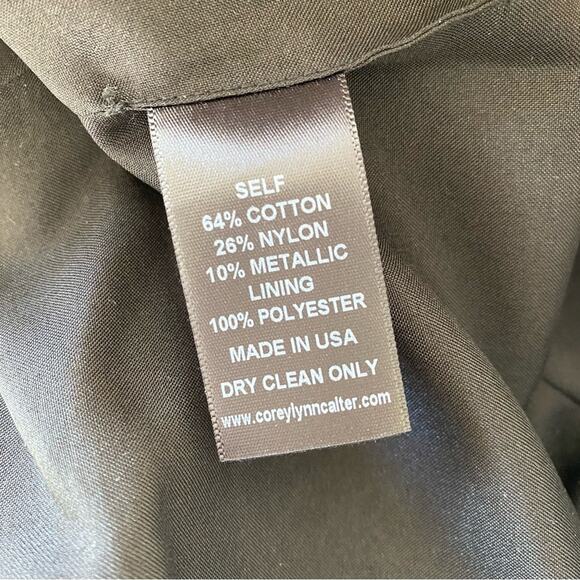 SELF
64% COTTON
26% NYLON
10% METALLIC
LINING
100% POLYESTER
MADE IN USA
DRY CLEAN ONLY
www.coreylynncalter.com